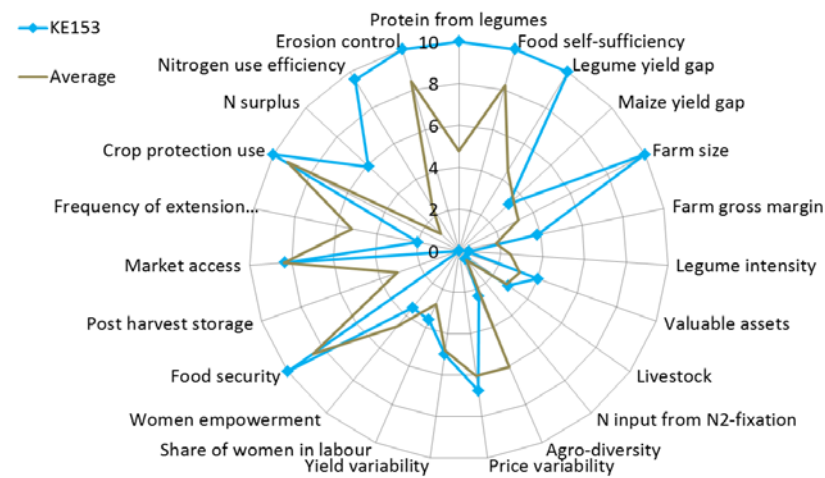 KE153
Average
Protein from legumes
Food self-sufficiency
Legume yield gap
Maize yield gap
Farm size
Farm gross margin
Legume intensity
Valuable assets
Livestock
N input from N2-fixation
Agro-diversity
Price variability
Yield variability
Share of women in labour
Women empowerment
Food security
Post harvest storage
Market access
Frequency of extension...
Crop protection use
N surplus
Nitrogen use efficiency
Erosion control
10
8
6
4
2
0